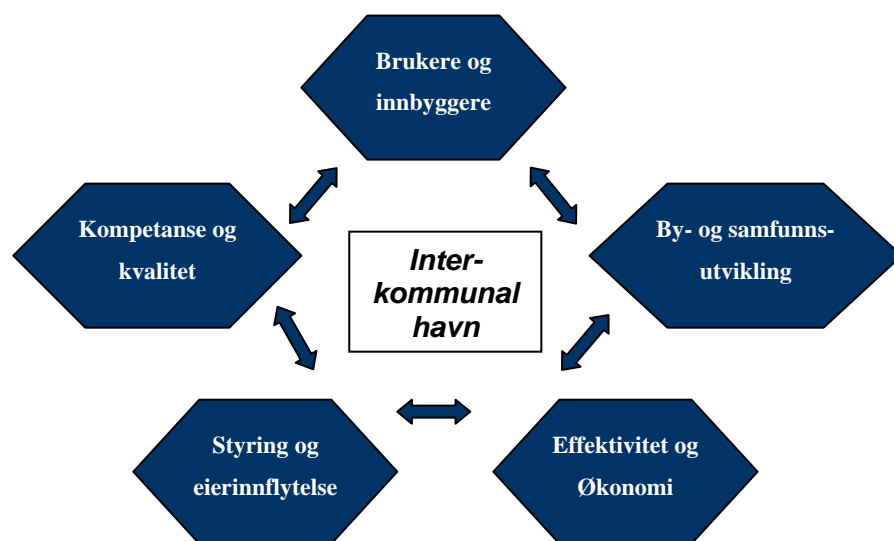 Brukere og
innbyggere
Kompetanse og
kvalitet
By- og samfunns-
utvikling
Inter-
kommunal
havn
Styring og
eierinnflytelse
Effektivitet og
Økonomi